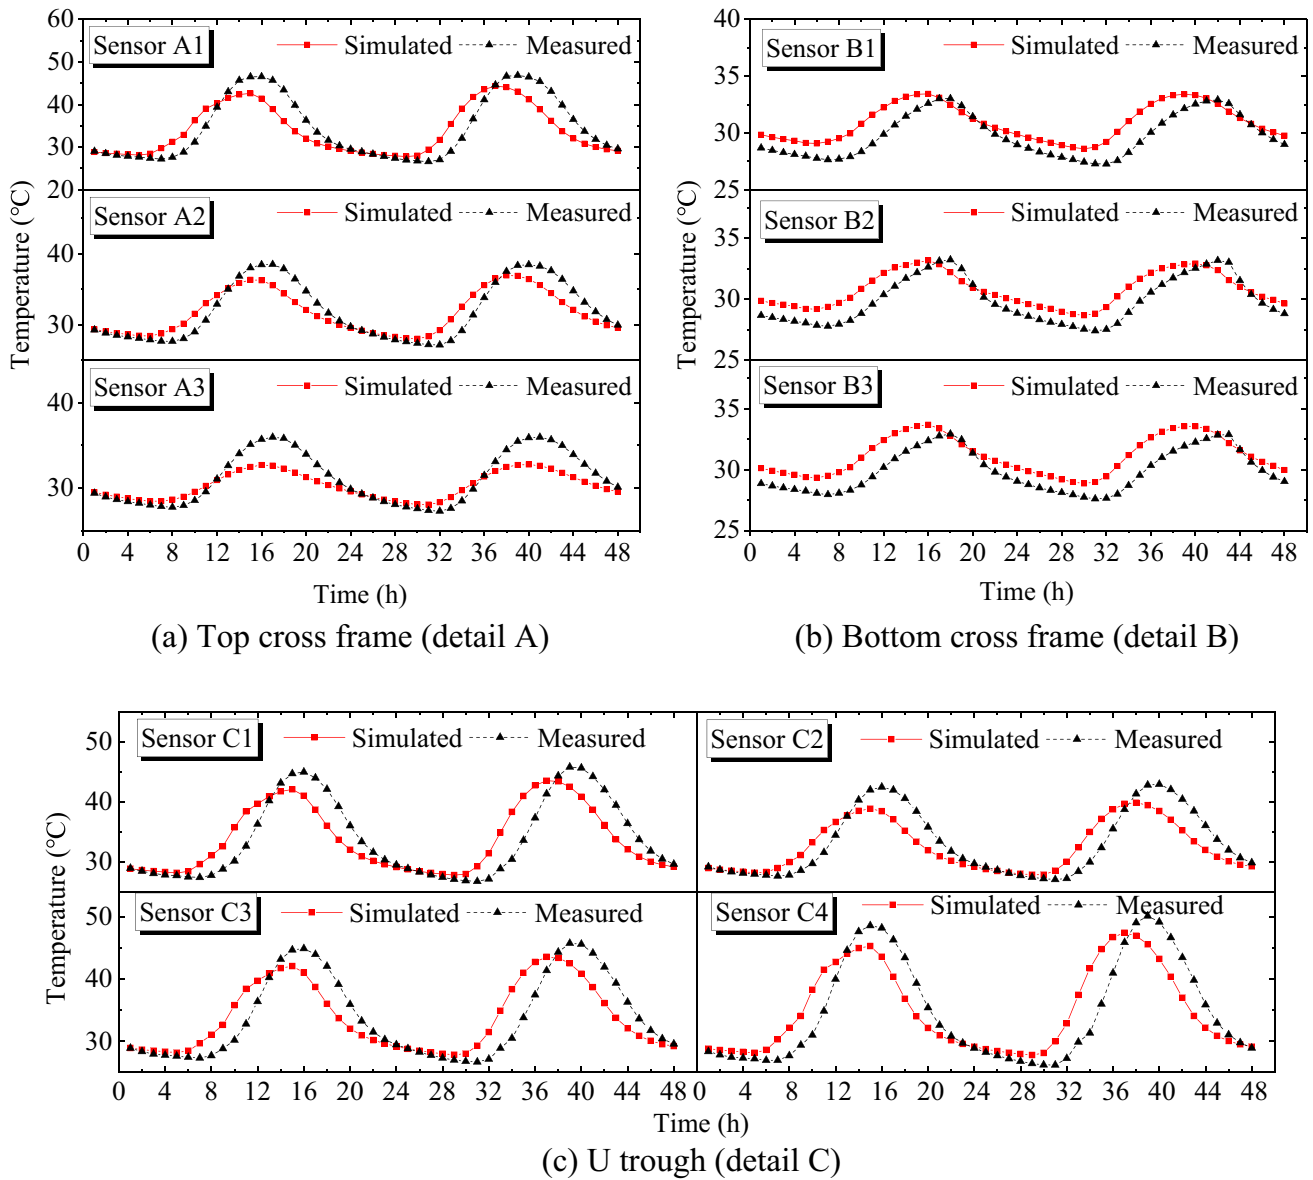 Sensor A1 Simulated Measured
60
50
40
30
20
Sensor A2 Simulated Measured
40
30
Sensor A3 Simulated Measured
40
30
0 4 8 12 16 20 24 28 32 36 40 44 48
Temperature (°C)
Time (h)
(a) Top cross frame (detail A)
Sensor B1 Simulated Measured
40
35
30
25
Sensor B2 Simulated Measured
35
30
25
Sensor B3 Simulated Measured
35
30
25
0 4 8 12 16 20 24 28 32 36 40 44 48
Temperature (°C)
Time (h)
(b) Bottom cross frame (detail B)
Sensor C1 Simulated Measured
50
40
30
Sensor C2 Simulated Measured
Sensor C3 Simulated Measured
50
40
30
Sensor C4 Simulated Measured
0 4 8 12 16 20 24 28 32 36 40 44 48
0 4 8 12 16 20 24 28 32 36 40 44 48
Temperature (°C)
Time (h)
(c) U trough (detail C)